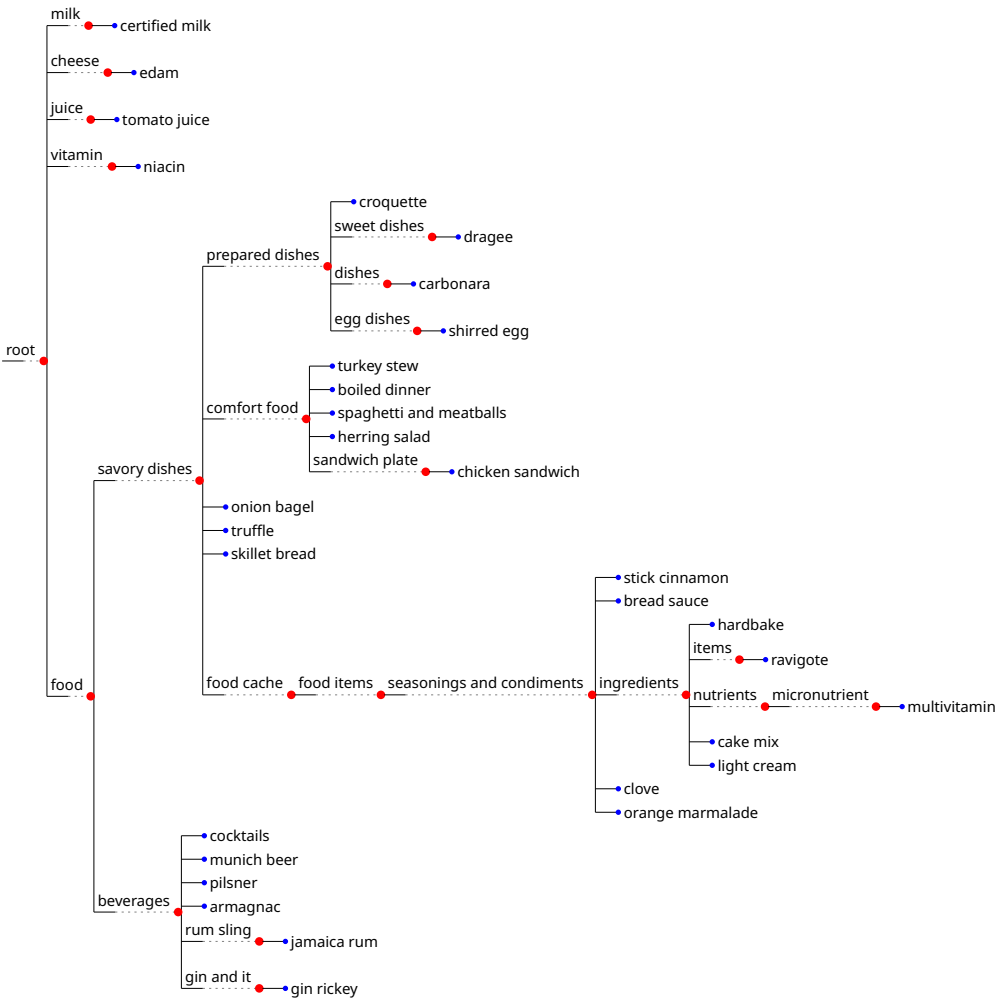 milk
certified milk
cheese
edam
juice
tomato juice
vitamin
niacin
croquette
sweet dishes
dragee
prepared dishes
dishes
carbonara
egg dishes
shirred egg
root
turkey stew
boiled dinner
comfort food
spaghetti and meatballs
herring salad
sandwich plate
chicken sandwich
savory dishes
onion bagel
truffle
skillet bread
stick cinnamon
bread sauce
hardbake
items
ravigote
food
food cache
food items
seasonings and condiments
ingredients
nutrients
micronutrient
multivitamin
cake mix
light cream
clove
orange marmalade
cocktails
munich beer
pilsner
beverages
armagnac
rum sling
jamaica rum
gin and it
gin rickey